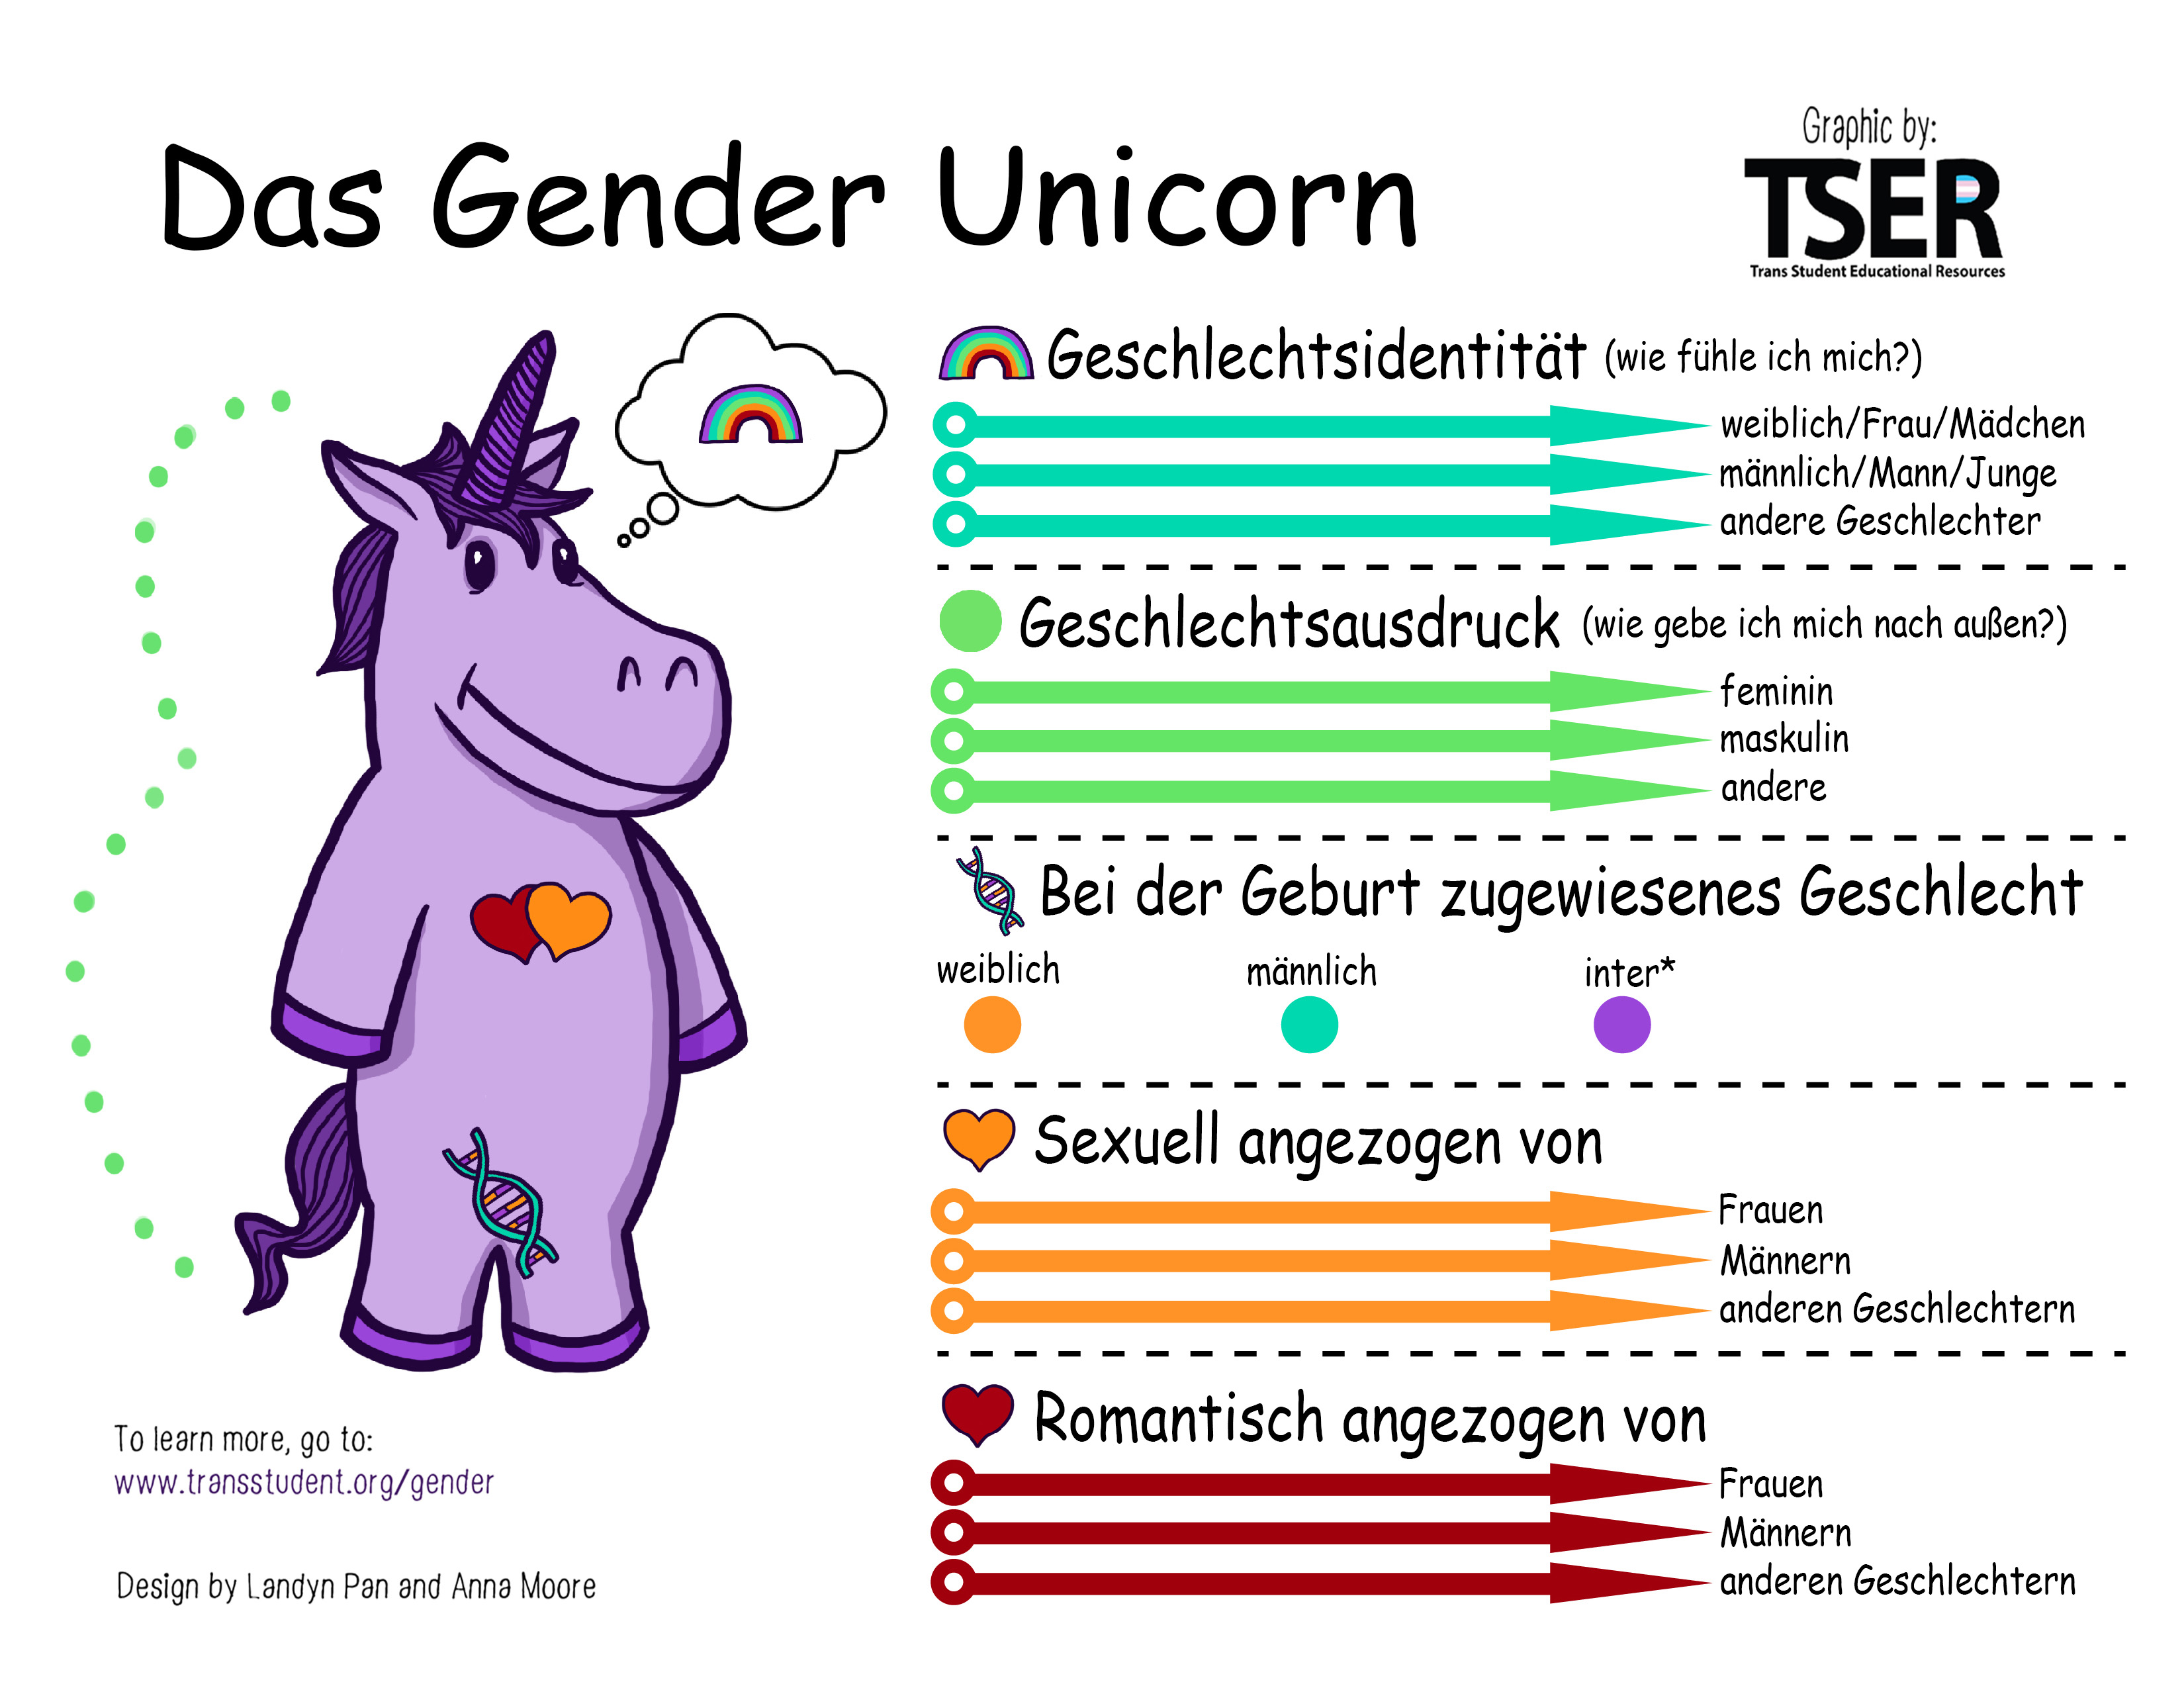 Das Gender Unicorn
Graphic by:
TSER
Trans Student Educational Resources
Geschlechtsidentität (wie fühle ich mich?)
weiblich/Frau/Mädchen
männlich/Mann/Junge
andere Geschlechter
Geschlechtsausdruck (wie gebe ich mich nach außen?)
feminin
maskulin
andere
Bei der Geburt zugewiesenes Geschlecht
weiblich männlich inter*
Sexuell angezogen von
Frauen
Männern
anderen Geschlechtern
Romantisch angezogen von
Frauen
Männern
anderen Geschlechtern
To learn more, go to:
www.transstudent.org/gender
Design by Landyn Pan and Anna Moore